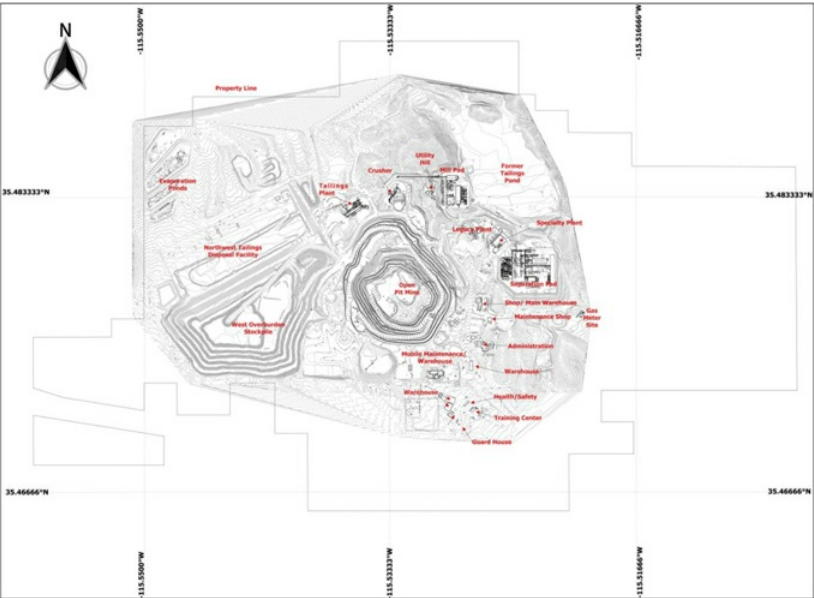 N
-115.5500°W
-115.53333°W
-115.516666°W
Property Line
Utility
Hill
Crusher
Mill Pad
Former
Tailings
Pond
Evaporation
Ponds
Tailings
Plant
35.483333°N
35.483333°N
Specialty Plant
Legacy Plant
Northwest Tailings
Disposal Facility
Separation Pad
Open
Pit Mine
Shop/ Main Warehouse
Gas
Meter
Site
Maintenance Shop
West Overburden
Stockpile
Administration
Mobile Maintenance/
Warehouse
Warehouse
Warehouse
Health/Safety
Training Center
Guard House
35.46666°N
35.46666°N
-115.5500°W
-115.53333°W
-115.51666°W